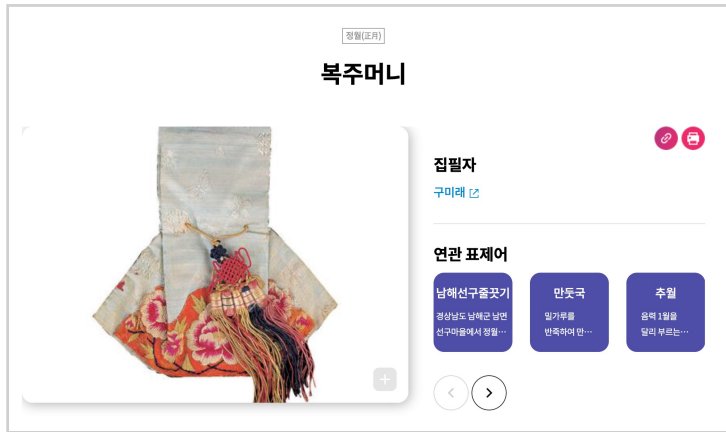 정월(正月)
복주머니
집필자
구미래
연관 표제어
남해선구줄끗기
경상남도 남해군 남면
선구마을에서 정월…
만둣국
밀가루를
반죽하여 만…
추월
음력 1월을
달리 부르는…